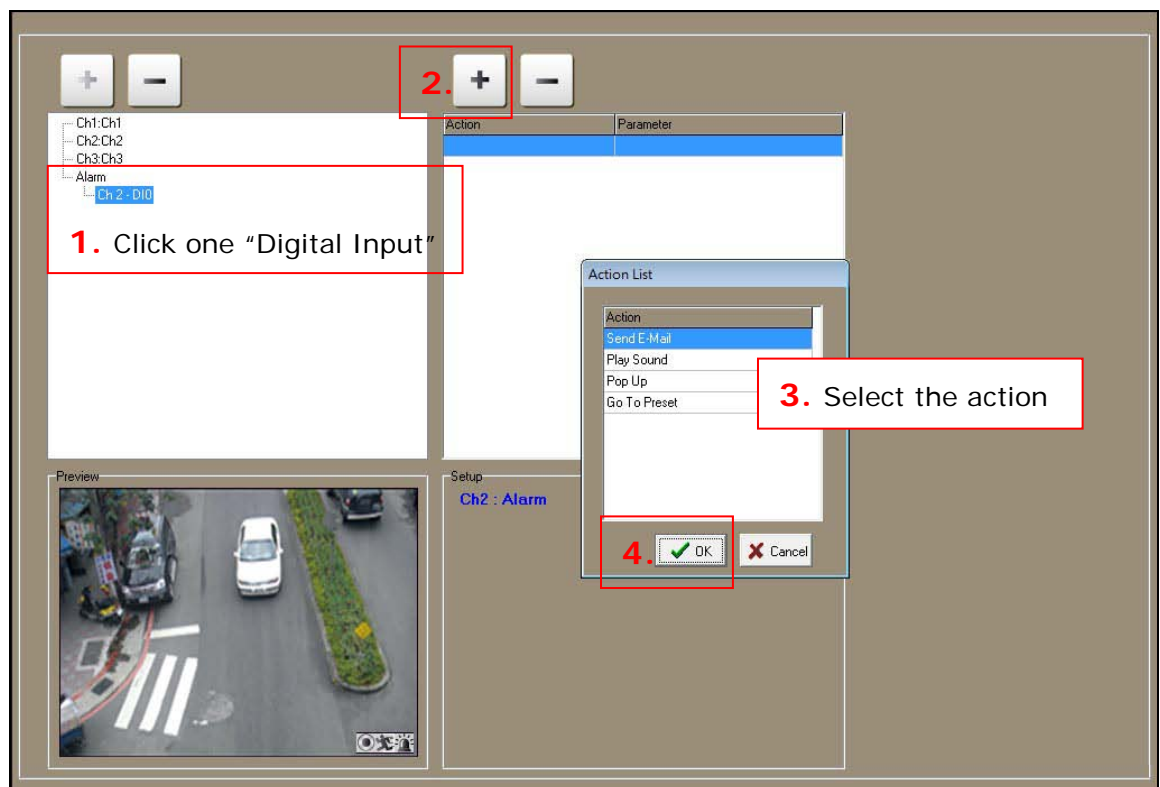 2.
Ch1:Ch1
Ch2:Ch2
Ch3:Ch3
Alarm
Ch 2 - DI0
1. Click one “Digital Input”
Action Parameter
Action List
Action
Send E-Mail
Play Sound
Pop Up
Go To Preset
3. Select the action
4. OK Cancel
Preview
Setup
Ch2 : Alarm